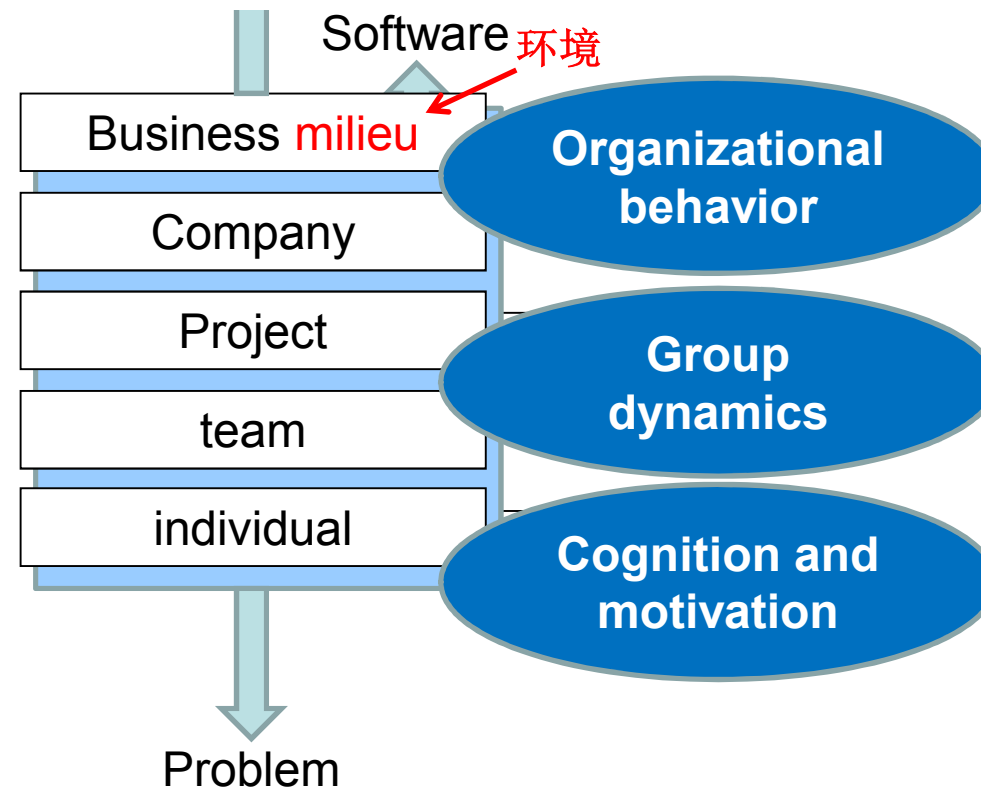 Software
环境
Business milieu
Organizational
behavior
Company
Project
Group
dynamics
team
individual
Cognition and
motivation
Problem